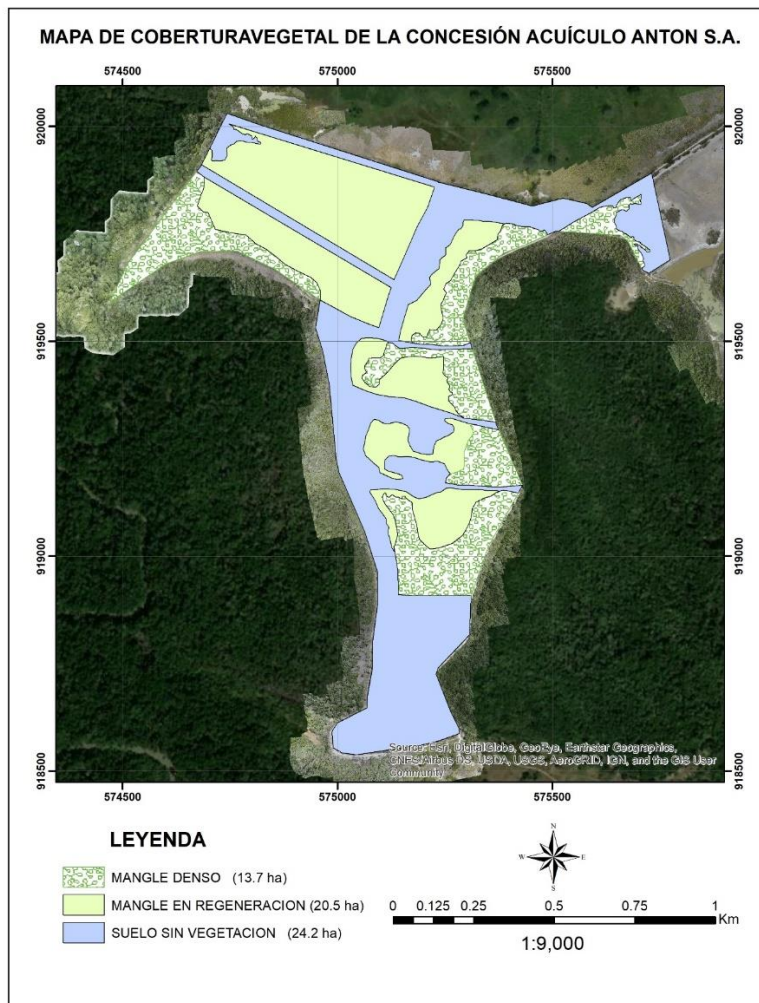 MAPA DE COBERTURAVEGETAL DE LA CONCESIÓN ACUÍCULO ANTON S.A.
574500 575000 575500
920000 920000
919500 919500
919000 919000
918500 918500
Source: Esri, DigitalGlobe, GeoEye, Earthstar Geographics,
CNES/Airbus DS, USDA, USGS, AeroGRID, IGN, and the GIS User
Community
574500 575000 575500
LEYENDA
MANGLE DENSO (13.7 ha)
MANGLE EN REGENERACION (20.5 ha)
SUELO SIN VEGETACION (24.2 ha)
N
W E
S
0 0.125 0.25 0.5 0.75 1
Km
1:9,000